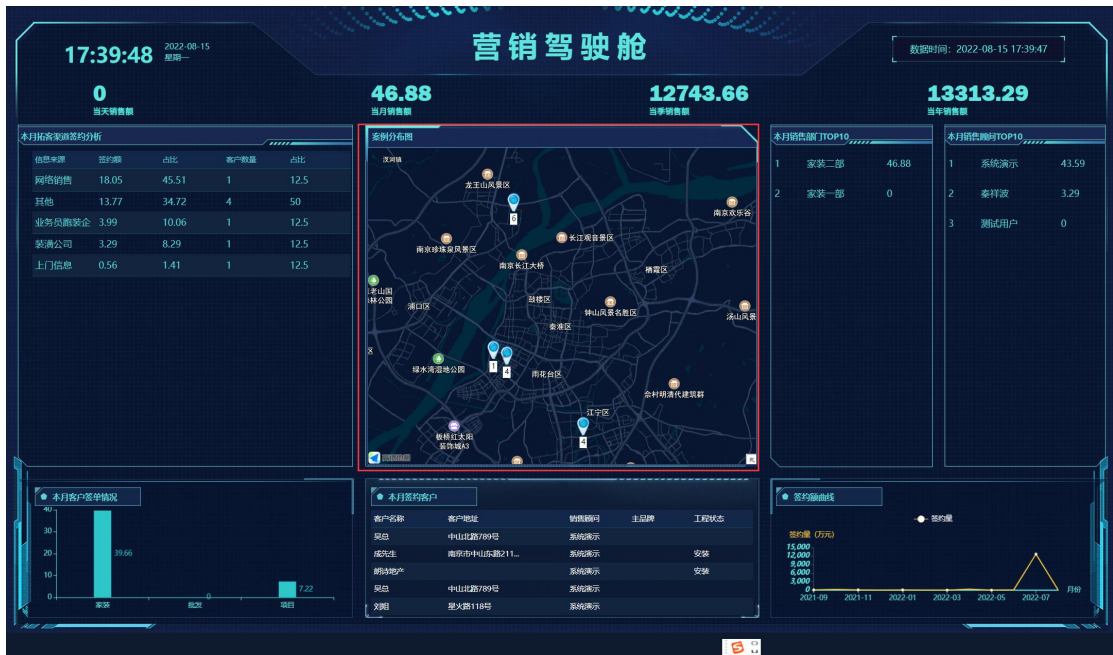 营销驾驶舱
17:39:48
2022-08-15
星期一
数据时间：2022-08-15 17:39:47
0
当天销售额
46.88
当月销售额
12743.66
当季销售额
13313.29
当年销售额
本月拓客渠道签约分析
信息来源 签约额 占比 客户数量 占比
网络销售 18.05 45.51 1 12.5
其他 13.77 34.72 4 50
业务员跑装企 3.99 10.06 1 12.5
装潢公司 3.29 8.29 1 12.5
上门信息 0.56 1.41 1 12.5
案例分布图
汊河镇
龙王山风景区
6
南京欢乐谷
南京珍珠泉风景区
长江观音景区
南京长江大桥
栖霞区
老山国
林公园
浦口区
鼓楼区
钟山风景名胜区
汤山风景
秦淮区
区
1
4
绿水湾湿地公园
雨花台区
佘村明清代建筑群
江宁区
4
板桥红太阳
装饰城A3
本月销售部门TOP10
1 家装二部 46.88
2 家装一部 0
本月销售顾问TOP10
1 系统演示 43.59
2 秦祥波 3.29
3 测试用户 0
本月客户签单情况
40
30
20
10
0
39.66
0
7.22
家装 批发 项目
本月签约客户
客户名称 客户地址 销售顾问 主品牌 工程状态
吴总 中山北路789号 系统演示
成先生 南京市中山东路211... 系统演示 安装
朗诗地产 系统演示 安装
吴总 中山北路789号 系统演示
刘阳 星火路118号 系统演示
签约额曲线
签约量
签约量（万元）
15,000
12,000
9,000
6,000
3,000
0
2021-09 2021-11 2022-01 2022-03 2022-05 2022-07
月份